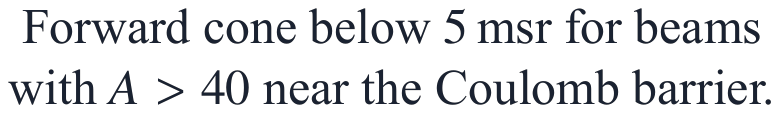 Forward cone below 5 msr for beams
with A > 40 near the Coulomb barrier.